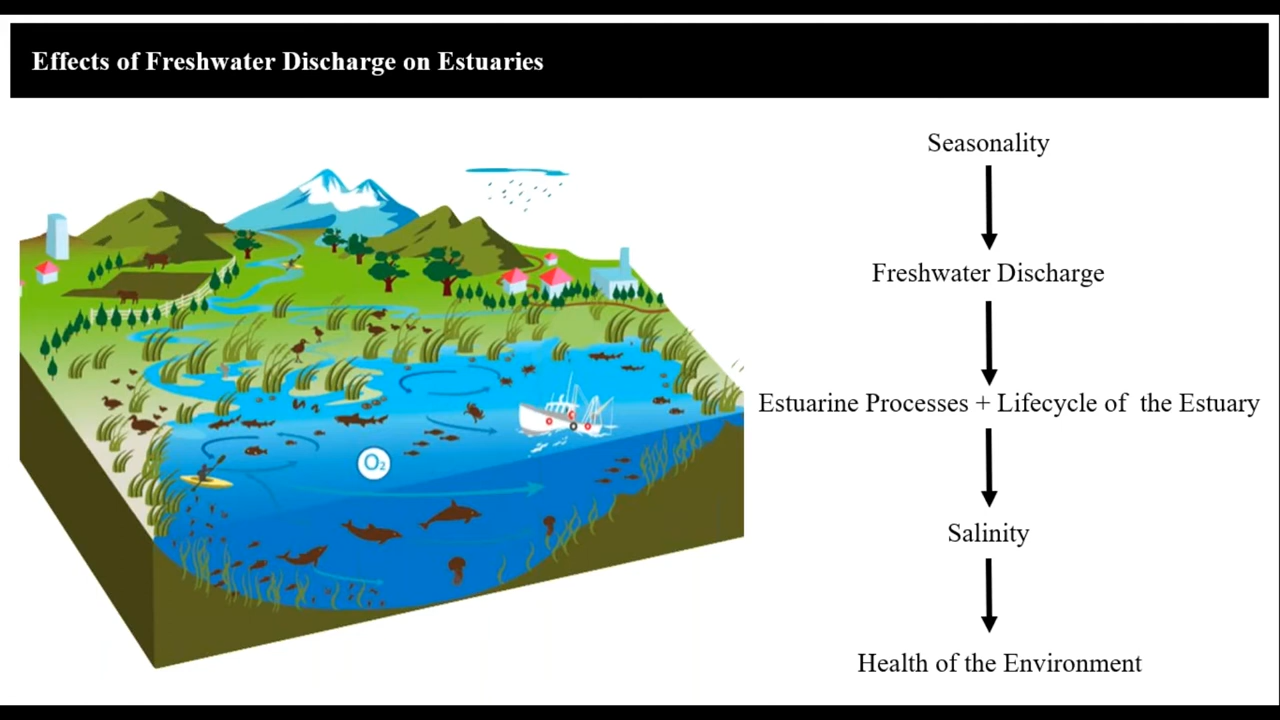 Effects of Freshwater Discharge on Estuaries
Seasonality
Freshwater Discharge
Estuarine Processes + Lifecycle of the Estuary
Salinity
Health of the Environment
O₂